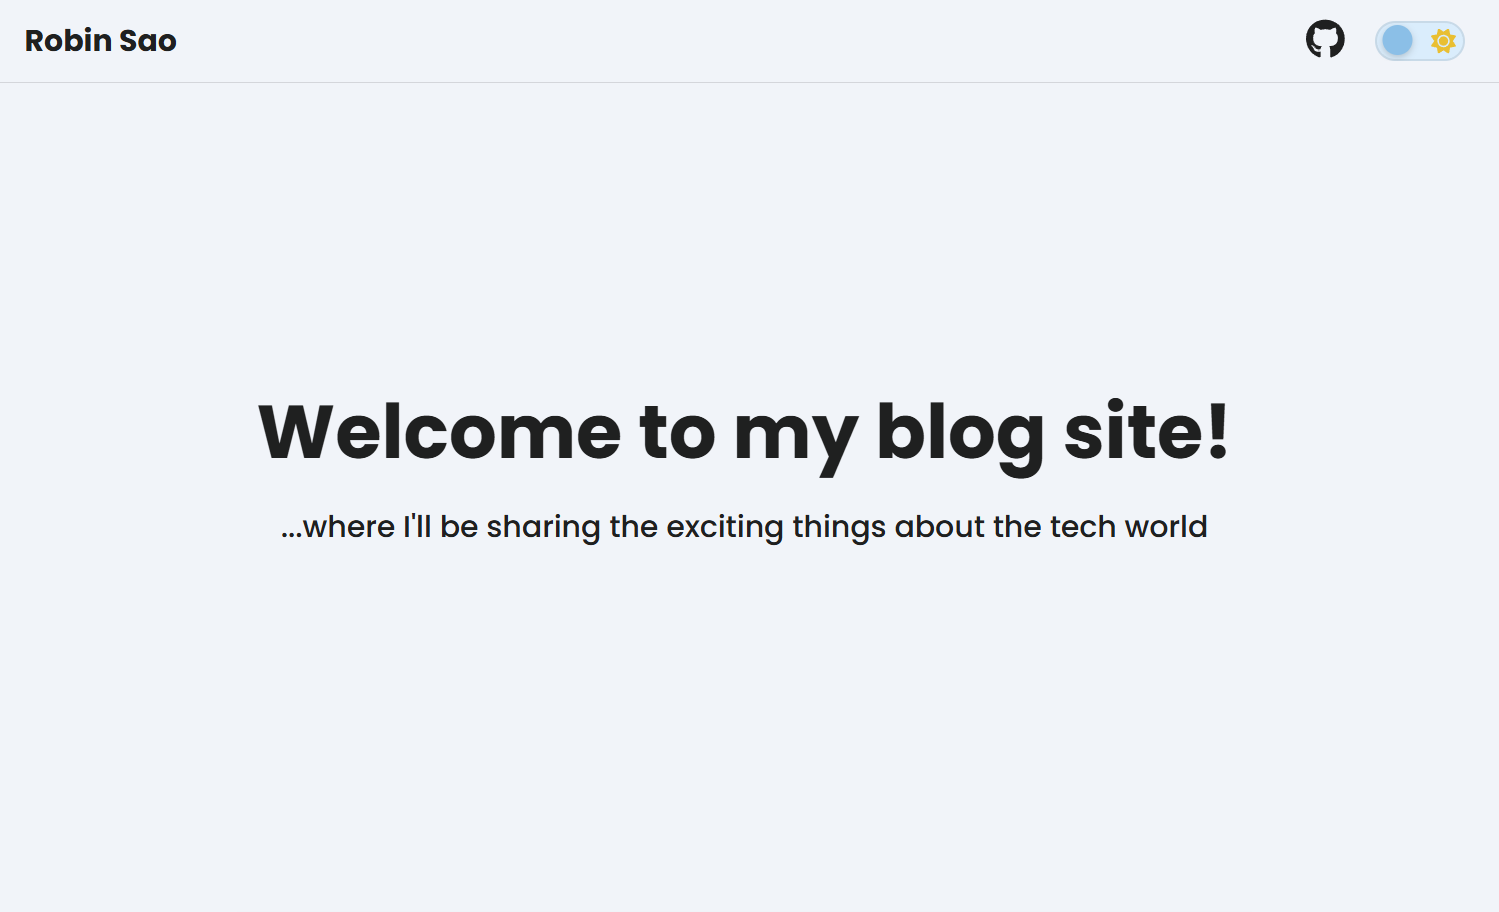 Robin Sao
Welcome to my blog site!
...where I'll be sharing the exciting things about the tech world